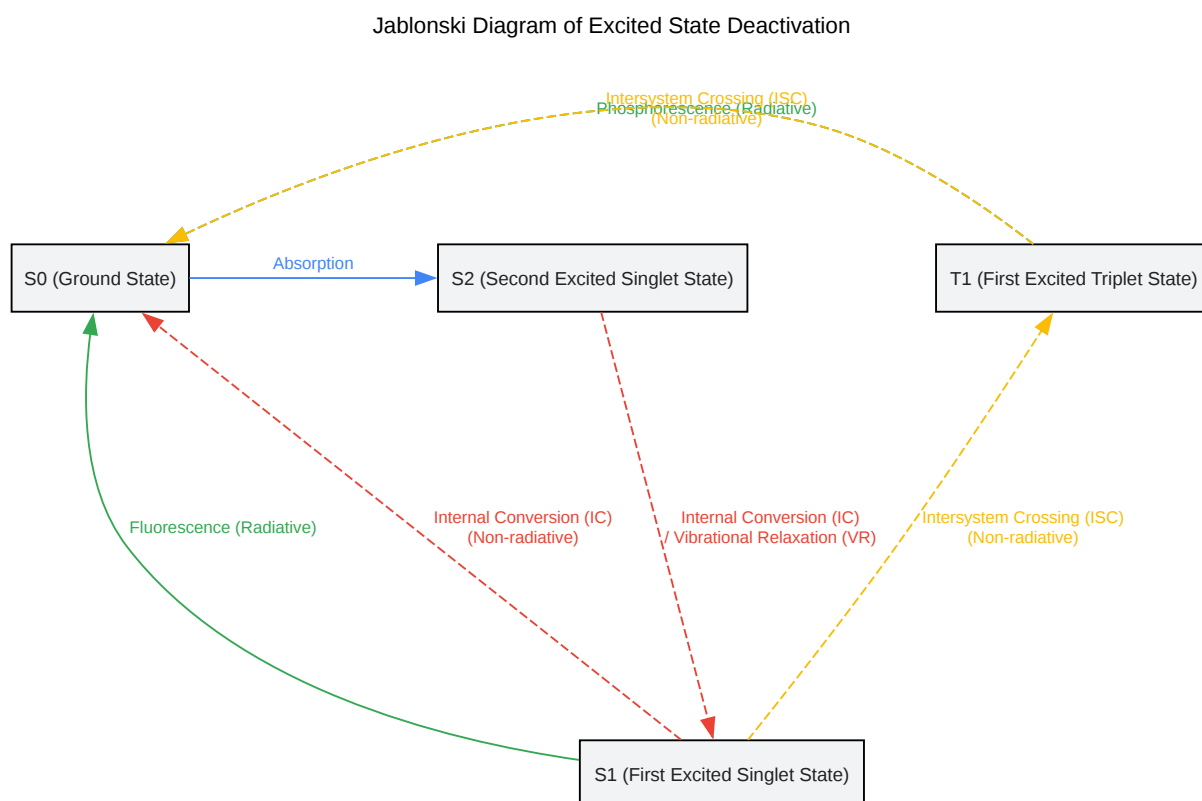 Jablonski Diagram of Excited State Deactivation
Intersystem Crossing (ISC)
(Non-radiative)
Phosphorescence (Radiative)
S0 (Ground State)
Absorption
S2 (Second Excited Singlet State)
T1 (First Excited Triplet State)
Fluorescence (Radiative)
Internal Conversion (IC)
(Non-radiative)
Internal Conversion (IC)
/ Vibrational Relaxation (VR)
Intersystem Crossing (ISC)
(Non-radiative)
S1 (First Excited Singlet State)